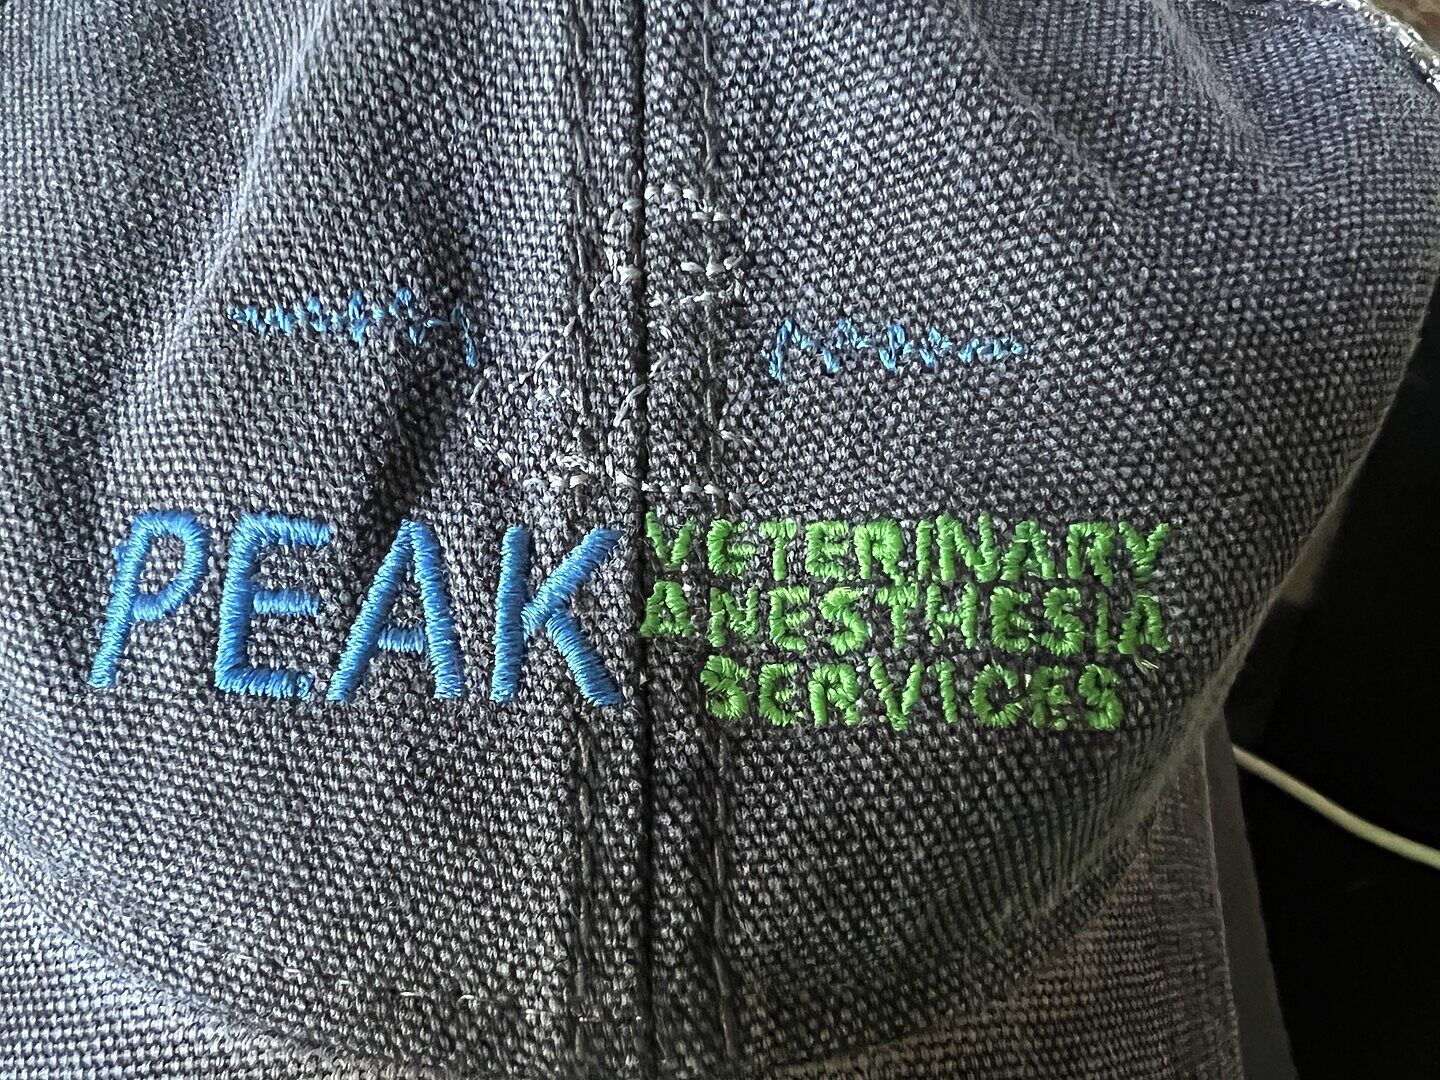 PEAK
VETERINARY
ANESTHESIA
SERVICES